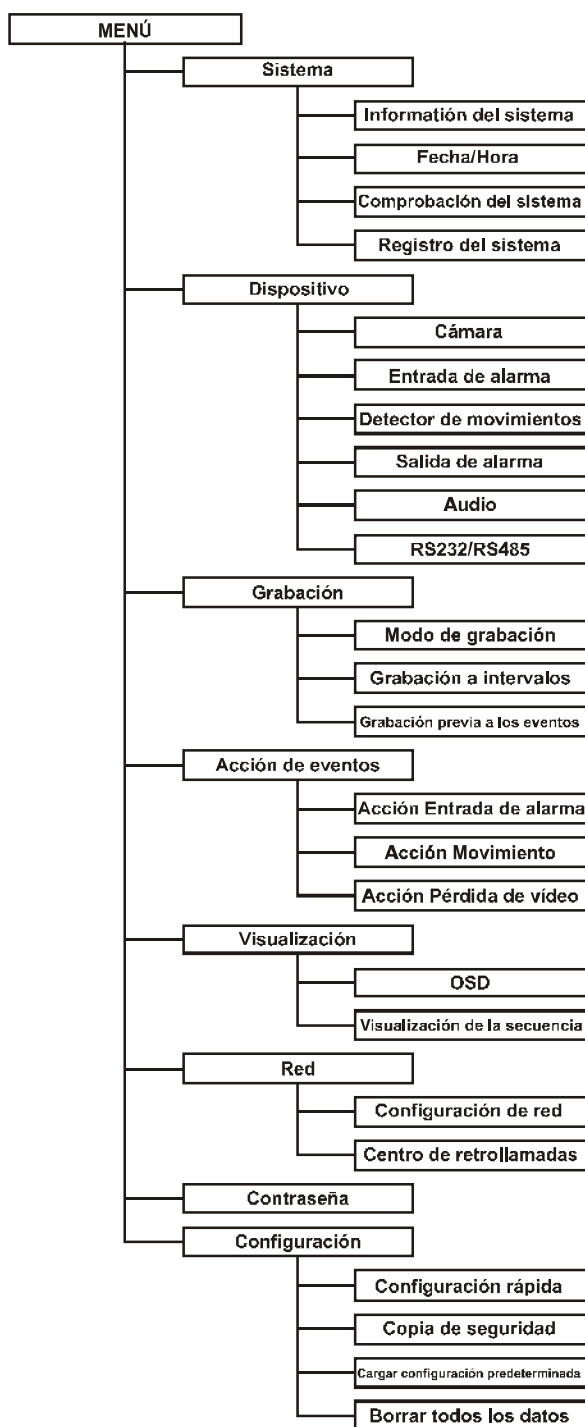 MENÚ
Sistema
Informatión del sistema
Fecha/Hora
Comprobación del sistema
Registro del sistema
Dispositivo
Cámara
Entrada de alarma
Detector de movimientos
Salida de alarma
Audio
RS232/RS485
Grabación
Modo de grabación
Grabación a intervalos
Grabación previa a los eventos
Acción de eventos
Acción Entrada de alarma
Acción Movimiento
Acción Pérdida de vídeo
Visualización
OSD
Visualización de la secuencia
Red
Configuración de red
Centro de retrollamadas
Contraseña
Configuración
Configuración rápida
Copia de seguridad
Cargar configuración predeterminada
Borrar todos los datos